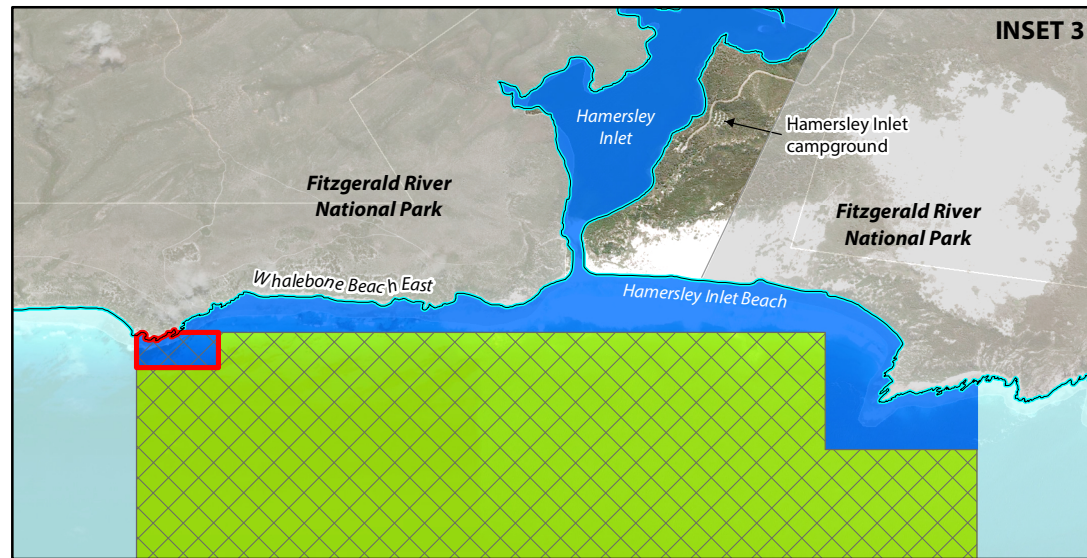 INSET 3
Hamersley
Inlet
Hamersley Inlet
campground
Fitzgerald River
National Park
Fitzgerald River
National Park
Whalebone Beach East
Hamersley Inlet Beach